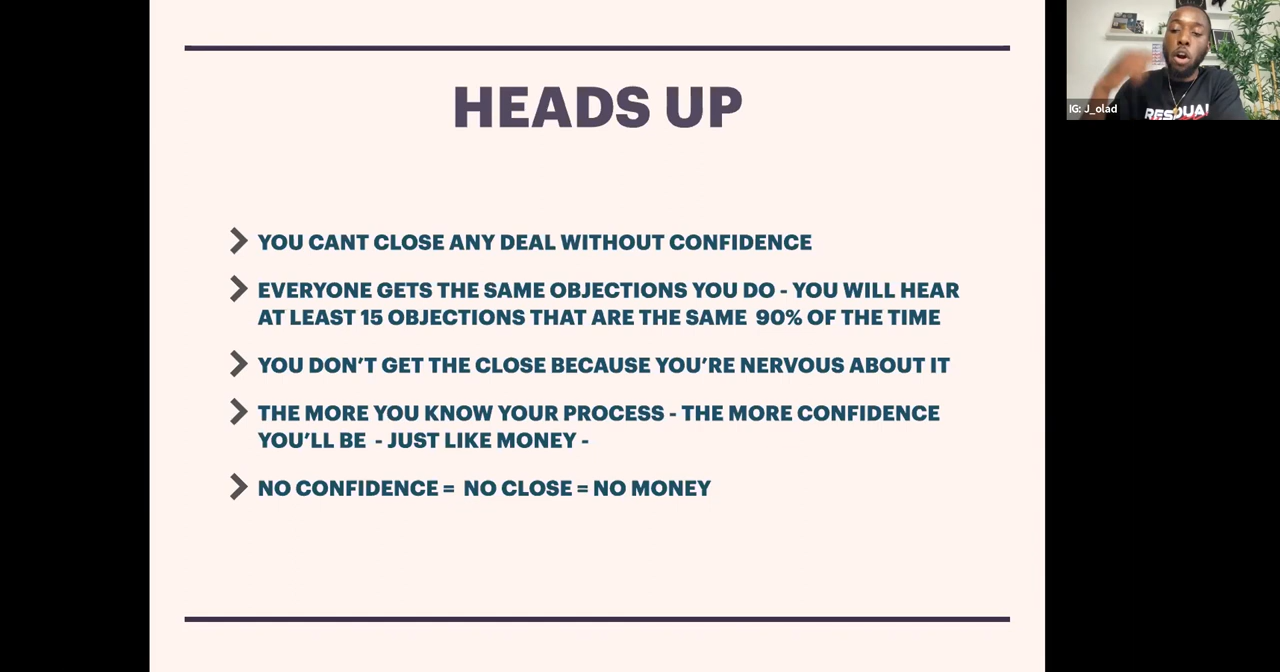 HEADS UP
YOU CANT CLOSE ANY DEAL WITHOUT CONFIDENCE
EVERYONE GETS THE SAME OBJECTIONS YOU DO - YOU WILL HEAR
AT LEAST 15 OBJECTIONS THAT ARE THE SAME 90% OF THE TIME
YOU DON'T GET THE CLOSE BECAUSE YOU'RE NERVOUS ABOUT IT
THE MORE YOU KNOW YOUR PROCESS - THE MORE CONFIDENCE
YOU'LL BE - JUST LIKE MONEY -
NO CONFIDENCE = NO CLOSE = NO MONEY
IG: J_olad